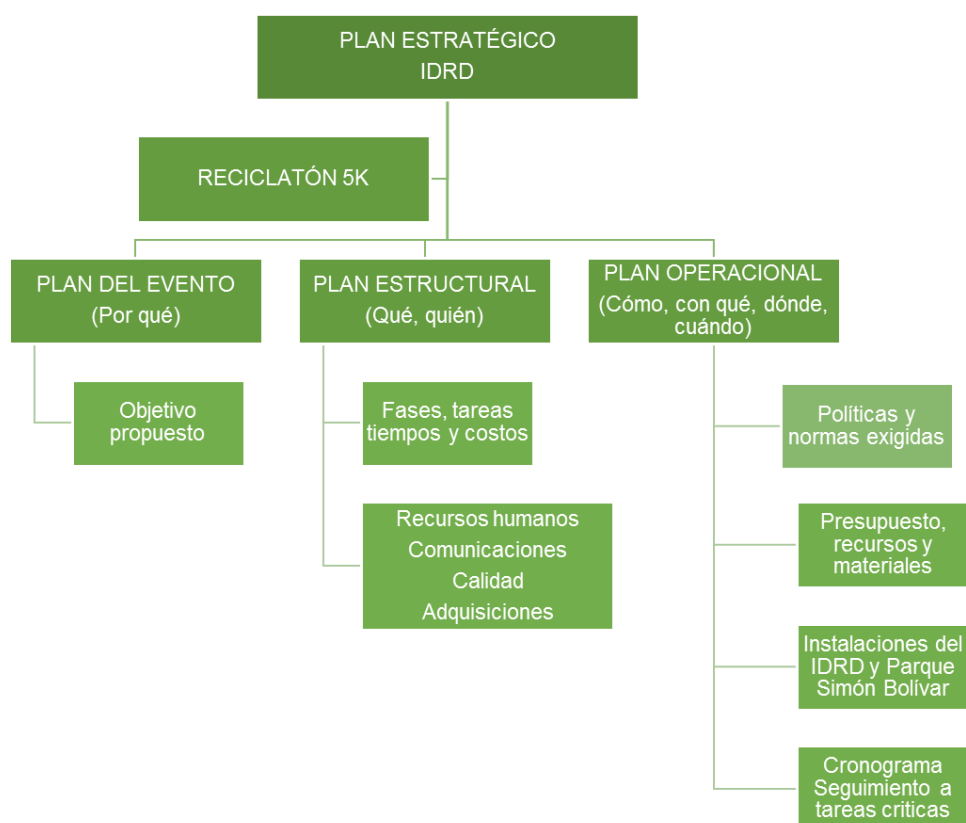 PLAN ESTRATÉGICO
IDRD
RECICLATÓN 5K
PLAN DEL EVENTO
(Por qué)
Objetivo
propuesto
PLAN ESTRUCTURAL
(Qué, quién)
Fases, tareas
tiempos y costos
Recursos humanos
Comunicaciones
Calidad
Adquisiciones
PLAN OPERACIONAL
(Cómo, con qué, dónde,
cuándo)
Políticas y
normas exigidas
Presupuesto,
recursos y
materiales
Instalaciones del
IDRD y Parque
Simón Bolívar
Cronograma
Seguimiento a
tareas criticas